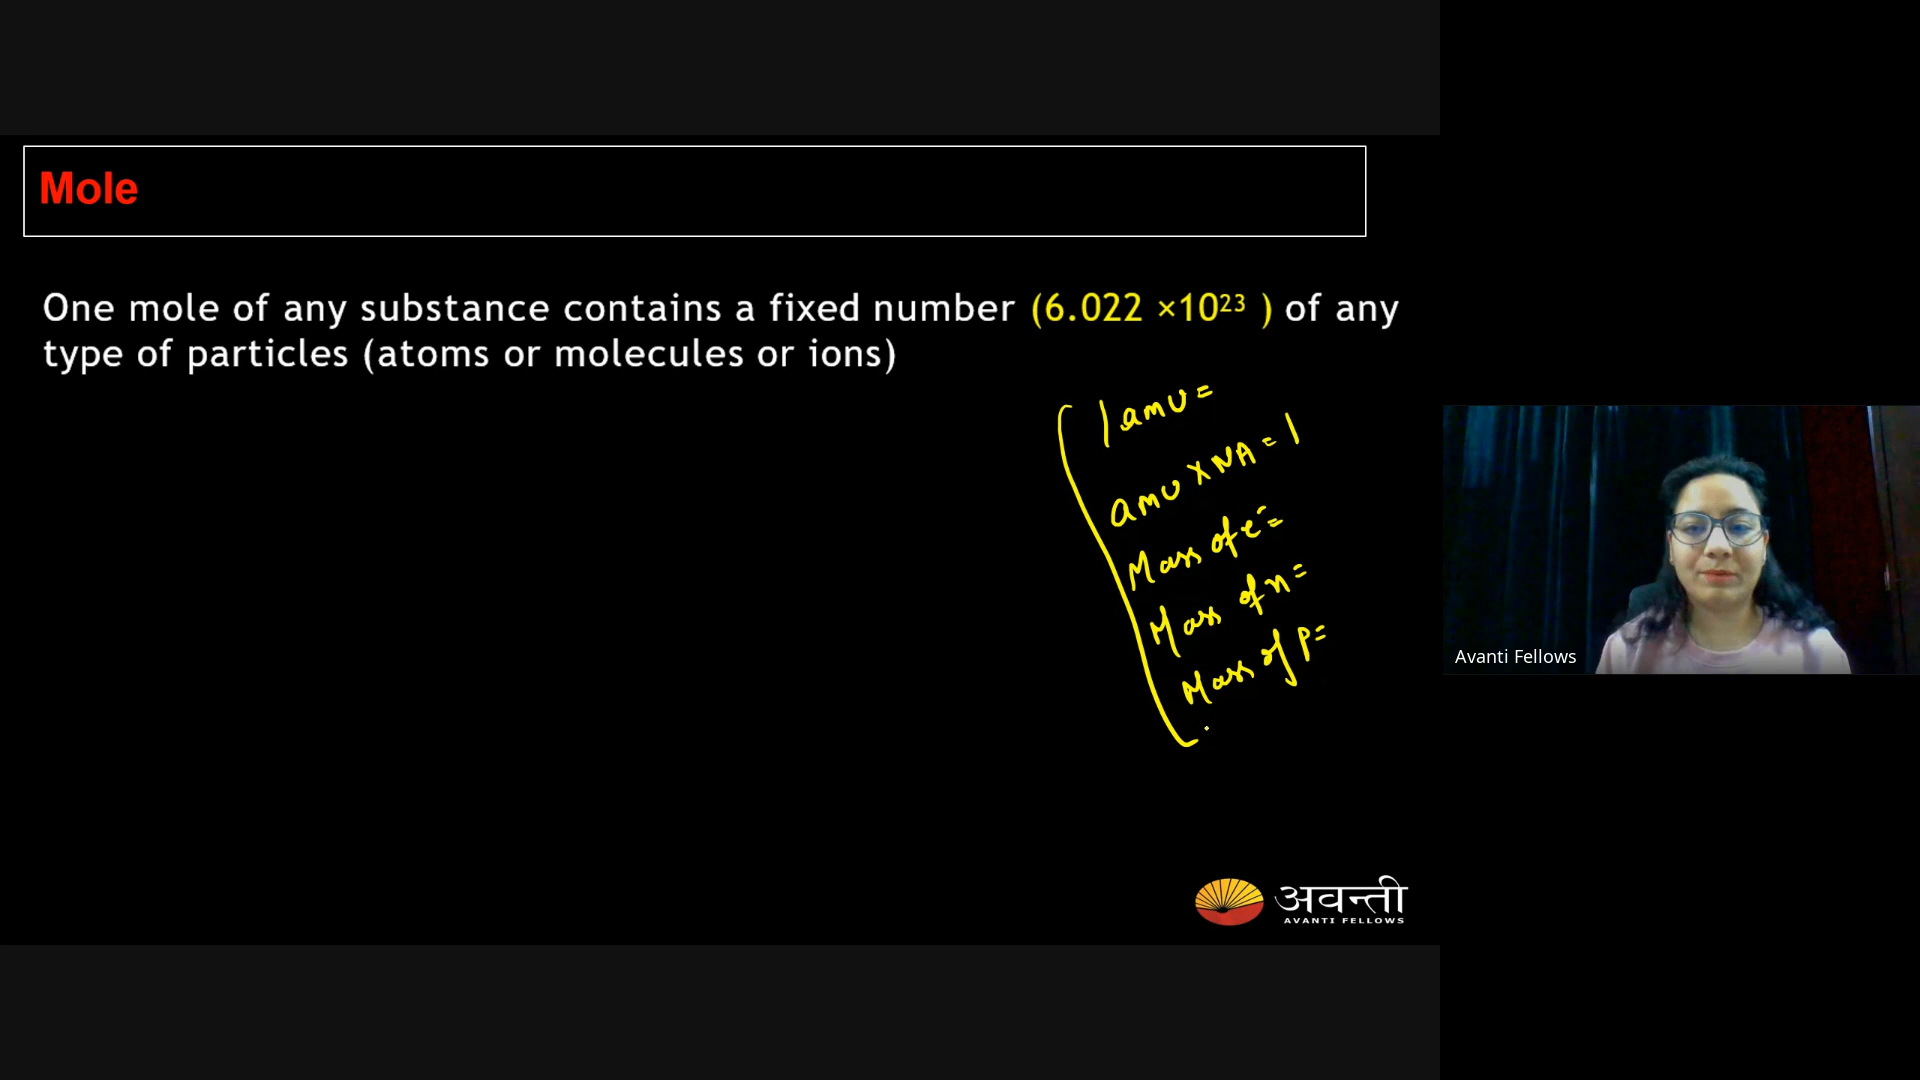 Mole
One mole of any substance contains a fixed number (6.022 ×10²³ ) of any
type of particles (atoms or molecules or ions)
1 amu =
amu × NA = 1
Mass of e⁻ =
Mass of n =
Mass of p =
Avanti Fellows
अवन्ती
AVANTI FELLOWS